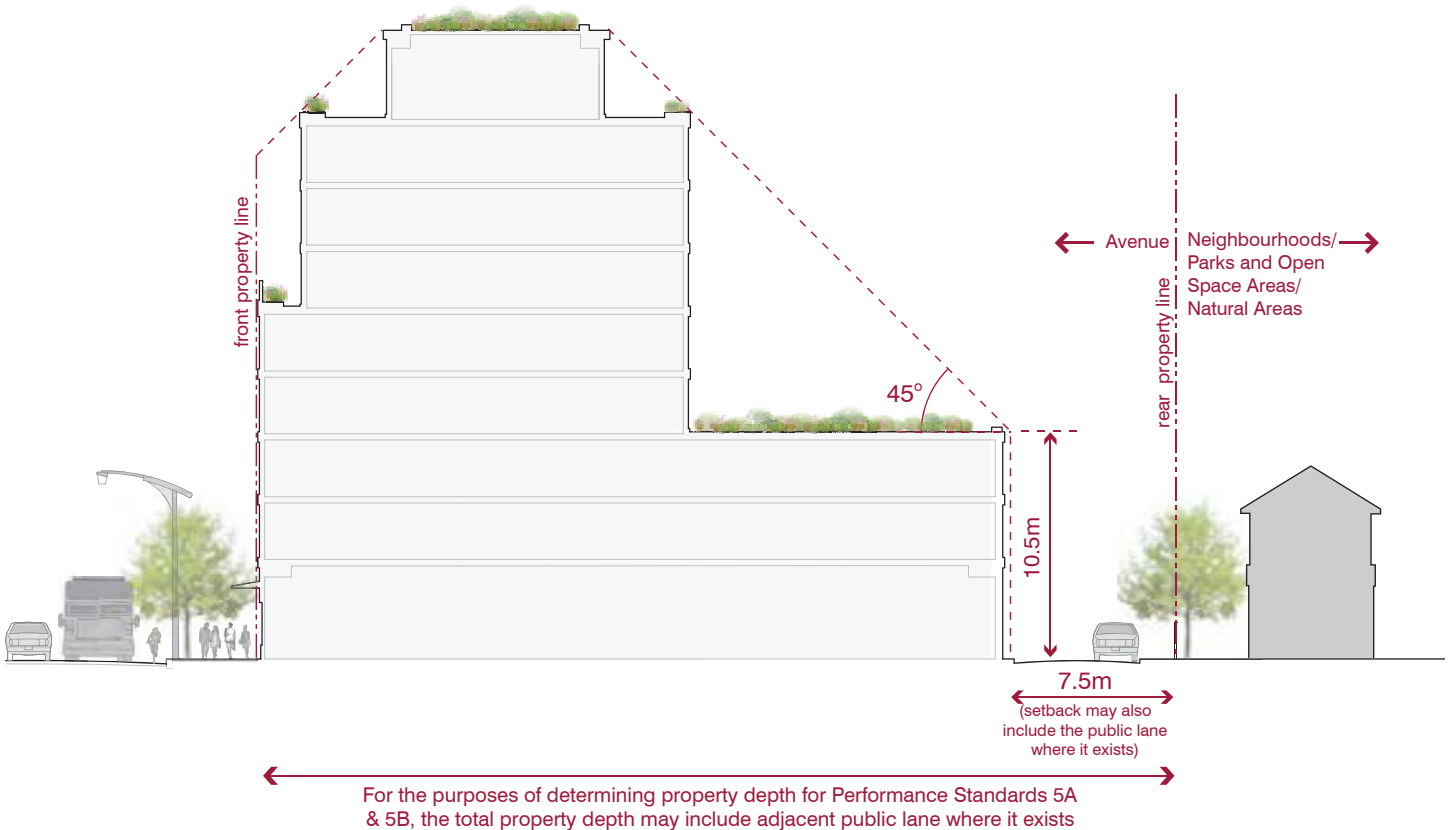 front property line
Avenue
Neighbourhoods/
Parks and Open
Space Areas/
Natural Areas
rear property line
45°
10.5m
7.5m
(setback may also
include the public lane
where it exists)
For the purposes of determining property depth for Performance Standards 5A
& 5B, the total property depth may include adjacent public lane where it exists